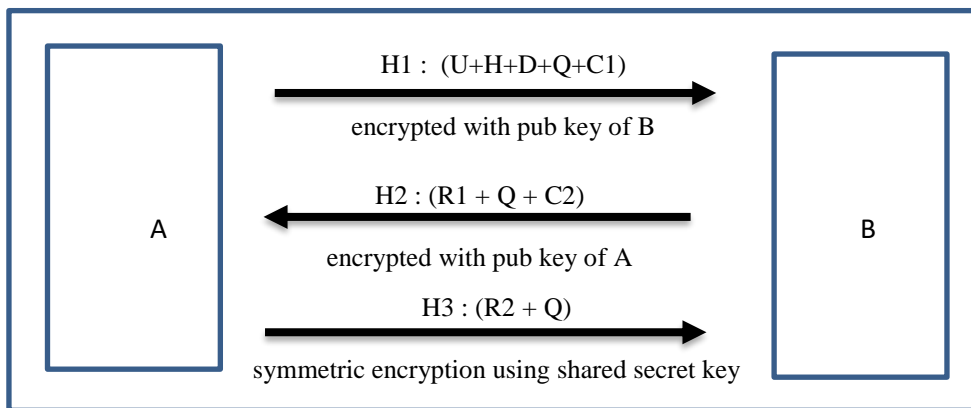 H1 : (U+H+D+Q+C1)
encrypted with pub key of B
H2 : (R1 + Q + C2)
A
B
encrypted with pub key of A
H3 : (R2 + Q)
symmetric encryption using shared secret key